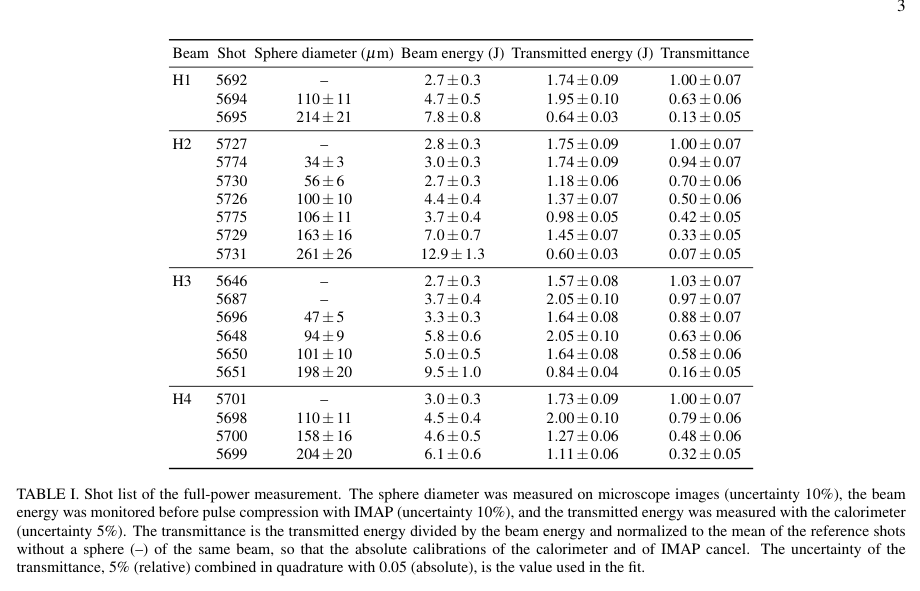 3
Beam Shot Sphere diameter (μm) Beam energy (J) Transmitted energy (J) Transmittance
H1 5692 – 2.7 ± 0.3 1.74 ± 0.09 1.00 ± 0.07
5694 110 ± 11 4.7 ± 0.5 1.95 ± 0.10 0.63 ± 0.06
5695 214 ± 21 7.8 ± 0.8 0.64 ± 0.03 0.13 ± 0.05
H2 5727 – 2.8 ± 0.3 1.75 ± 0.09 1.00 ± 0.07
5774 34 ± 3 3.0 ± 0.3 1.74 ± 0.09 0.94 ± 0.07
5730 56 ± 6 2.7 ± 0.3 1.18 ± 0.06 0.70 ± 0.06
5726 100 ± 10 4.4 ± 0.4 1.37 ± 0.07 0.50 ± 0.06
5775 106 ± 11 3.7 ± 0.4 0.98 ± 0.05 0.42 ± 0.05
5729 163 ± 16 7.0 ± 0.7 1.45 ± 0.07 0.33 ± 0.05
5731 261 ± 26 12.9 ± 1.3 0.60 ± 0.03 0.07 ± 0.05
H3 5646 – 2.7 ± 0.3 1.57 ± 0.08 1.03 ± 0.07
5687 – 3.7 ± 0.4 2.05 ± 0.10 0.97 ± 0.07
5696 47 ± 5 3.3 ± 0.3 1.64 ± 0.08 0.88 ± 0.07
5648 94 ± 9 5.8 ± 0.6 2.05 ± 0.10 0.63 ± 0.06
5650 101 ± 10 5.0 ± 0.5 1.64 ± 0.08 0.58 ± 0.06
5651 198 ± 20 9.5 ± 1.0 0.84 ± 0.04 0.16 ± 0.05
H4 5701 – 3.0 ± 0.3 1.73 ± 0.09 1.00 ± 0.07
5698 110 ± 11 4.5 ± 0.4 2.00 ± 0.10 0.79 ± 0.06
5700 158 ± 16 4.6 ± 0.5 1.27 ± 0.06 0.48 ± 0.06
5699 204 ± 20 6.1 ± 0.6 1.11 ± 0.06 0.32 ± 0.05
TABLE I. Shot list of the full-power measurement. The sphere diameter was measured on microscope images (uncertainty 10%), the beam
energy was monitored before pulse compression with IMAP (uncertainty 10%), and the transmitted energy was measured with the calorimeter
(uncertainty 5%). The transmittance is the transmitted energy divided by the beam energy and normalized to the mean of the reference shots
without a sphere (–) of the same beam, so that the absolute calibrations of the calorimeter and of IMAP cancel. The uncertainty of the
transmittance, 5% (relative) combined in quadrature with 0.05 (absolute), is the value used in the fit.